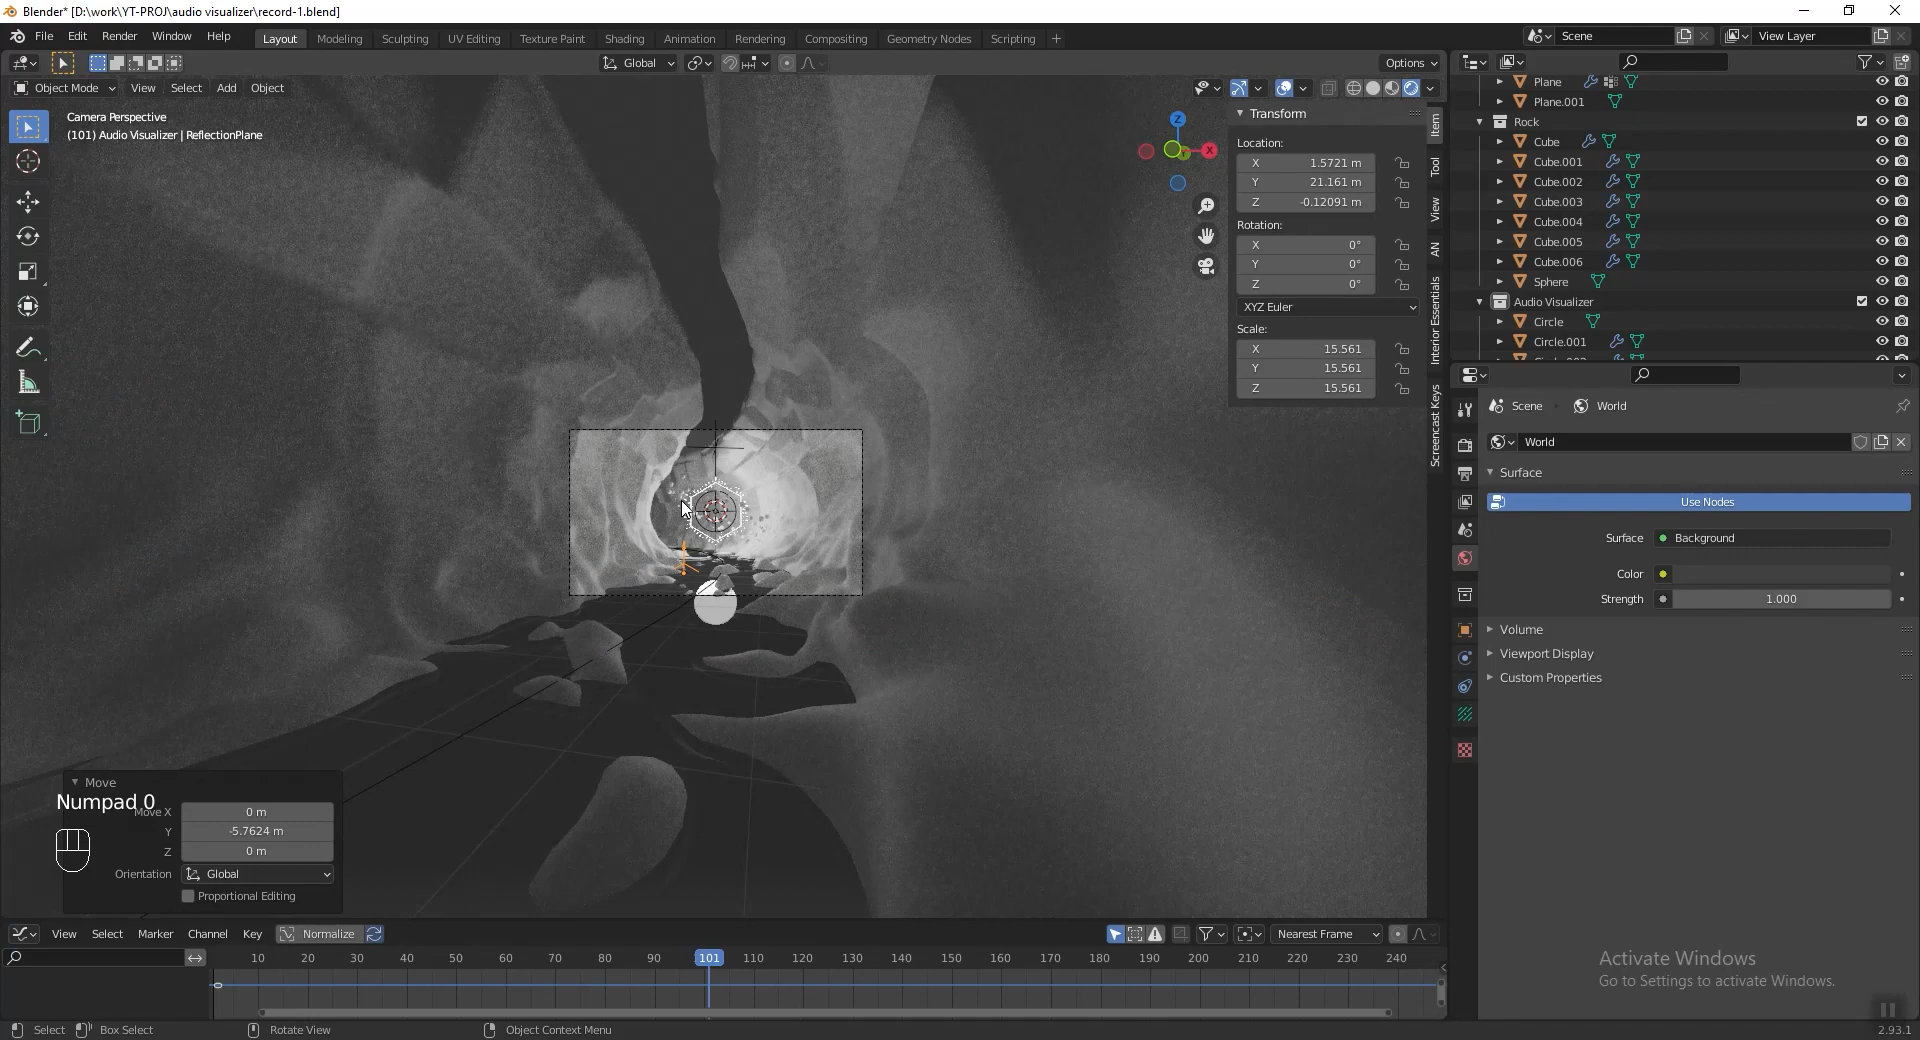 Blender* [D:\work\YT-PROJ\audio visualizer\record-1.blend]
File Edit Render Window Help
Layout Modeling Sculpting UV Editing Texture Paint Shading Animation Rendering Compositing Geometry Nodes Scripting +
Scene
View Layer
Global
Options
Object Mode View Select Add Object
Camera Perspective
(101) Audio Visualizer | ReflectionPlane
Z
X
Transform
Location:
X 1.5721 m
Y 21.161 m
Z -0.12091 m
Rotation:
X 0°
Y 0°
Z 0°
XYZ Euler
Scale:
X 15.561
Y 15.561
Z 15.561
Item
Tool
View
AN
Interior Essentials
Screencast Keys
Plane
Plane.001
Rock
Cube
Cube.001
Cube.002
Cube.003
Cube.004
Cube.005
Cube.006
Sphere
Audio Visualizer
Circle
Circle.001
Scene World
World
Surface
Use Nodes
Surface Background
Color
Strength 1.000
Volume
Viewport Display
Custom Properties
Move
Numpad 0
Move X 0 m
Y -5.7624 m
Z 0 m
Orientation Global
Proportional Editing
View Select Marker Channel Key Normalize
Nearest Frame
10 20 30 40 50 60 70 80 90 101 110 120 130 140 150 160 170 180 190 200 210 220 230 240
Activate Windows
Go to Settings to activate Windows.
Select Box Select Rotate View Object Context Menu
2.93.1